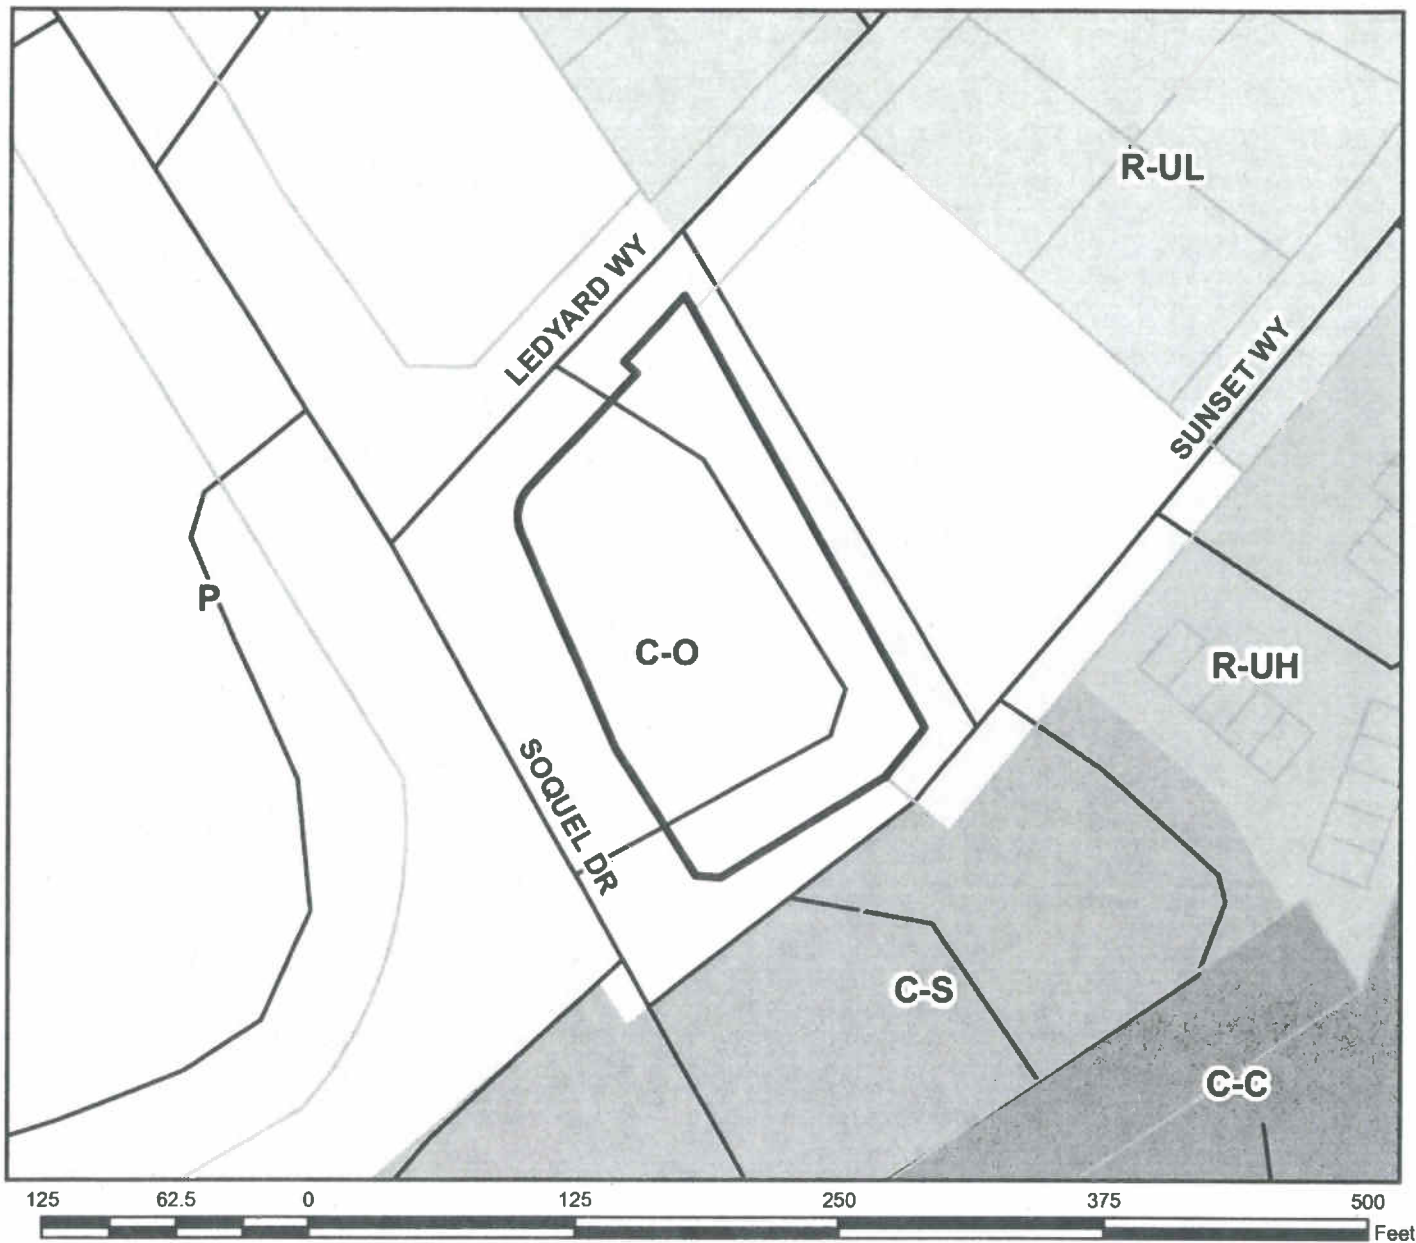 R-UL
LEDYARD WY
SUNSET WY
P
C-O
R-UH
SOQUEL DR
C-S
C-C
125 62.5 0 125 250 375 500
Feet